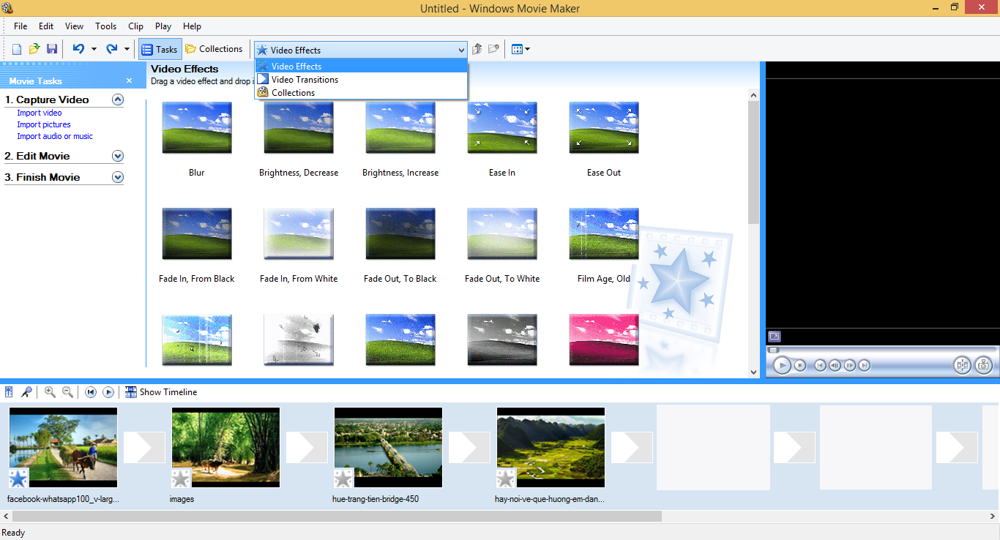 Untitled - Windows Movie Maker
File Edit View Tools Clip Play Help
Tasks Collections Video Effects
Video Effects
Video Transitions
Collections
Movie Tasks
1. Capture Video
Import video
Import pictures
Import audio or music
2. Edit Movie
3. Finish Movie
Video Effects
Drag a video effect and drop i
Blur Brightness, Decrease Brightness, Increase Ease In Ease Out
Fade In, From Black Fade In, From White Fade Out, To Black Fade Out, To White Film Age, Old
Show Timeline
facebook-whatsapp100_v-larg... images hue-trang-tien-bridge-450 hay-noi-ve-que-huong-em-dan...
Ready